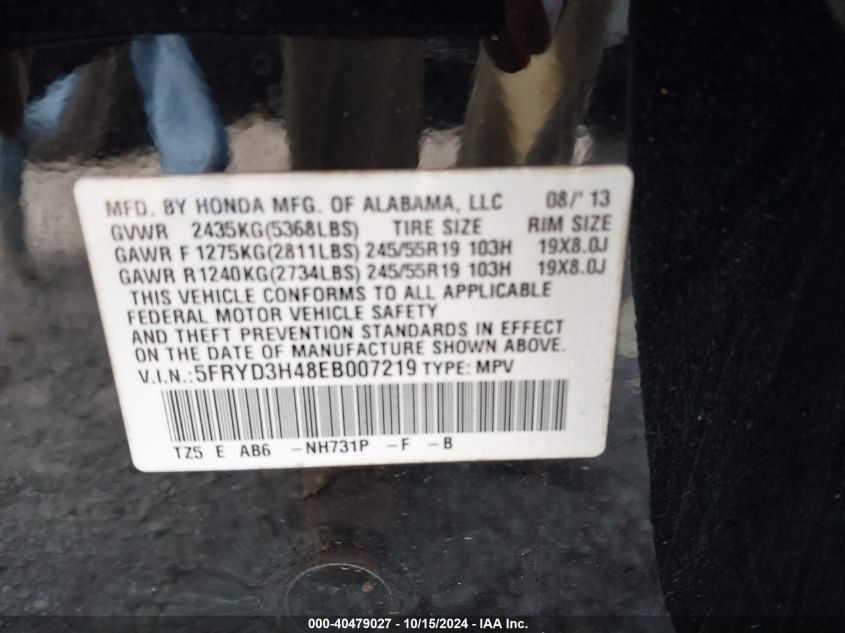 MFD. BY HONDA MFG. OF ALABAMA, LLC 08/'13
GVWR 2435KG(5368LBS) TIRE SIZE RIM SIZE
GAWR F 1275KG(2811LBS) 245/55R19 103H 19X8.0J
GAWR R1240KG(2734LBS) 245/55R19 103H 19X8.0J
THIS VEHICLE CONFORMS TO ALL APPLICABLE
FEDERAL MOTOR VEHICLE SAFETY
AND THEFT PREVENTION STANDARDS IN EFFECT
ON THE DATE OF MANUFACTURE SHOWN ABOVE.
V.I.N.:5FRYD3H48EB007219 TYPE: MPV
TZ5 E AB6 -NH731P -F -B
000-40479027 - 10/15/2024 - IAA Inc.